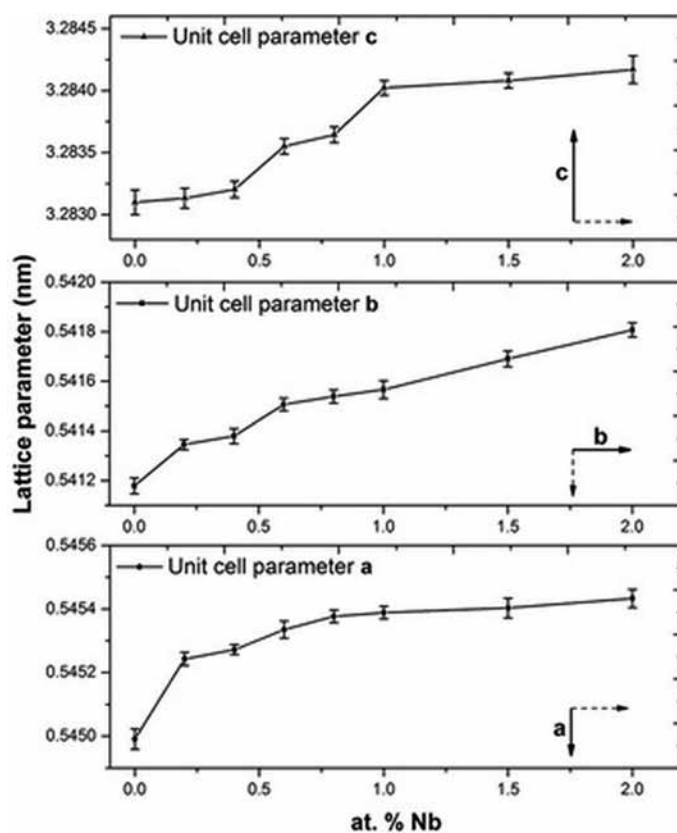 Lattice parameter (nm)
Unit cell parameter c
3.2845
3.2840
3.2835
3.2830
c
0.0 0.5 1.0 1.5 2.0
Unit cell parameter b
0.5420
0.5418
0.5416
0.5414
0.5412
b
0.0 0.5 1.0 1.5 2.0
Unit cell parameter a
0.5456
0.5454
0.5452
0.5450
a
0.0 0.5 1.0 1.5 2.0
at. % Nb